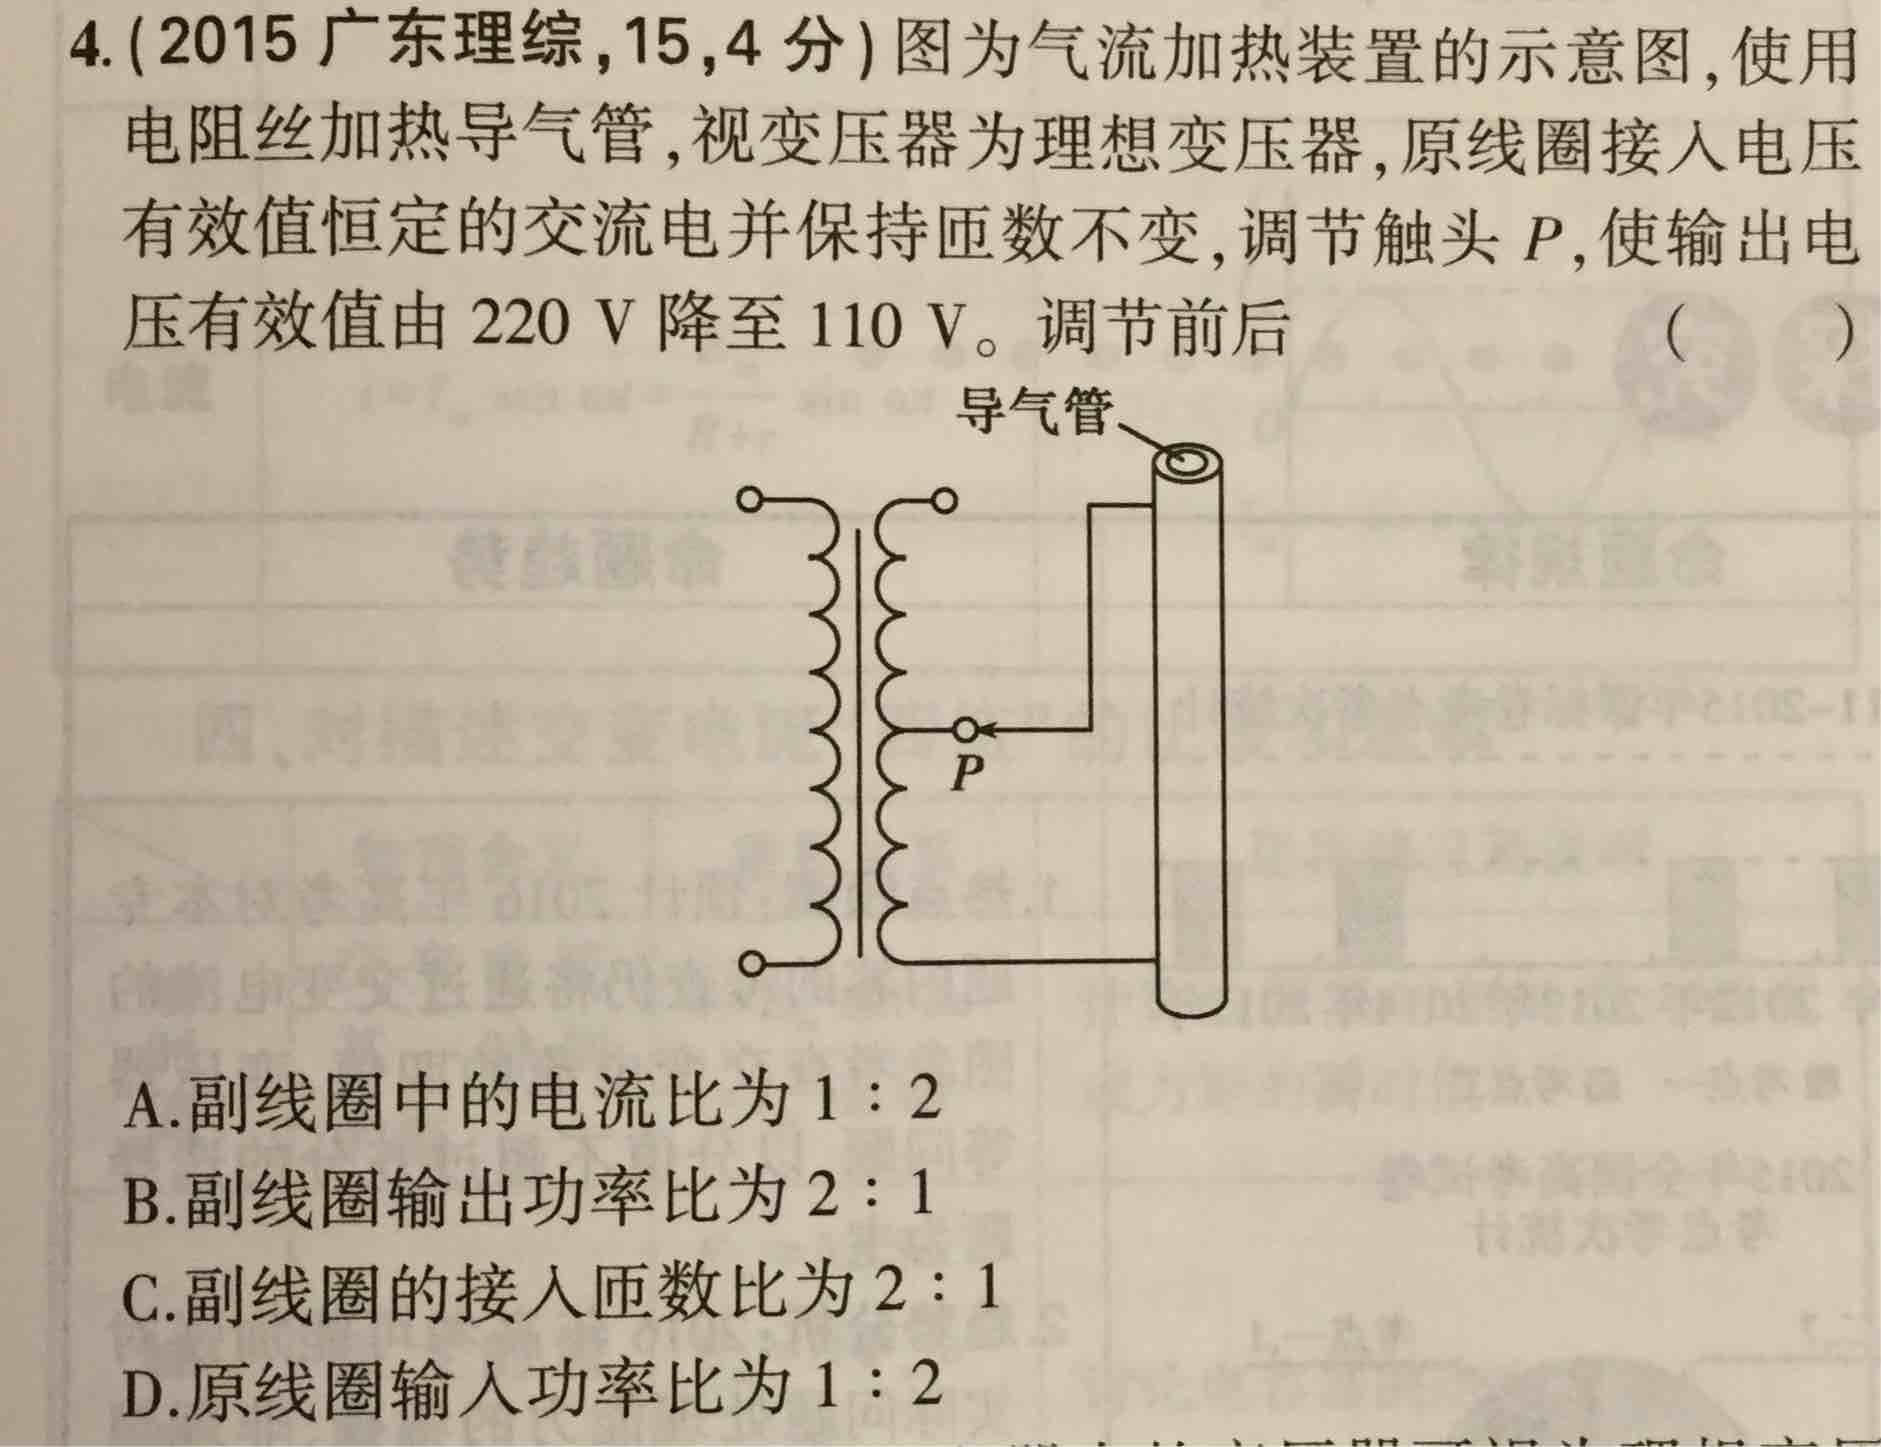 4.(2015 广东理综,15,4 分)图为气流加热装置的示意图,使用
电阻丝加热导气管,视变压器为理想变压器,原线圈接入电压
有效值恒定的交流电并保持匝数不变,调节触头 P,使输出电
压有效值由 220 V 降至 110 V。调节前后 ( )
导气管
P
A.副线圈中的电流比为 1∶2
B.副线圈输出功率比为 2∶1
C.副线圈的接入匝数比为 2∶1
D.原线圈输入功率比为 1∶2